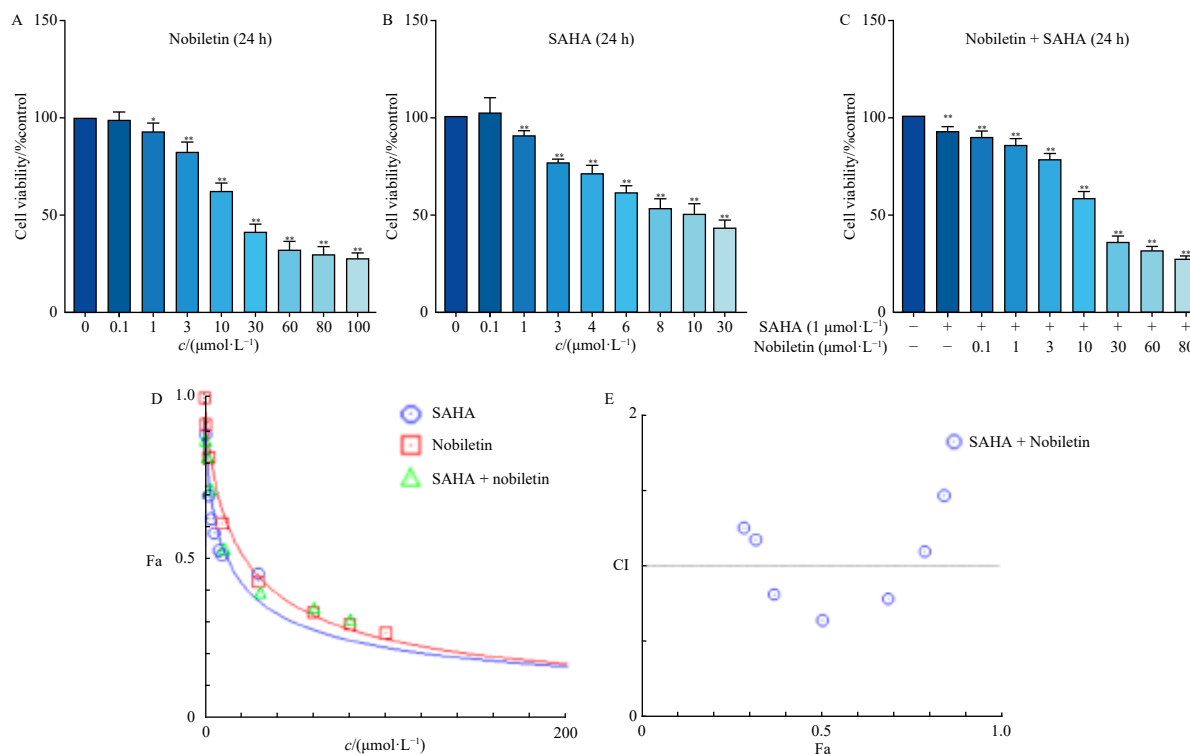 A
Nobiletin (24 h)
150
100
50
0
Cell viability/%control
*
**
**
**
**
**
**
0 0.1 1 3 10 30 60 80 100
c/(μmol·L⁻¹)
B
SAHA (24 h)
150
100
50
0
Cell viability/%control
**
**
**
**
**
**
**
0 0.1 1 3 4 6 8 10 30
c/(μmol·L⁻¹)
C
Nobiletin + SAHA (24 h)
150
100
50
0
Cell viability/%control
**
**
**
**
**
**
**
**
SAHA (1 μmol·L⁻¹) − + + + + + + + +
Nobiletin (μmol·L⁻¹) − − 0.1 1 3 10 30 60 80
D
1.0
0.5
0
Fa
SAHA
Nobiletin
SAHA + nobiletin
0 200
c/(μmol·L⁻¹)
E
2
CI
0
SAHA + Nobiletin
0 0.5 1.0
Fa